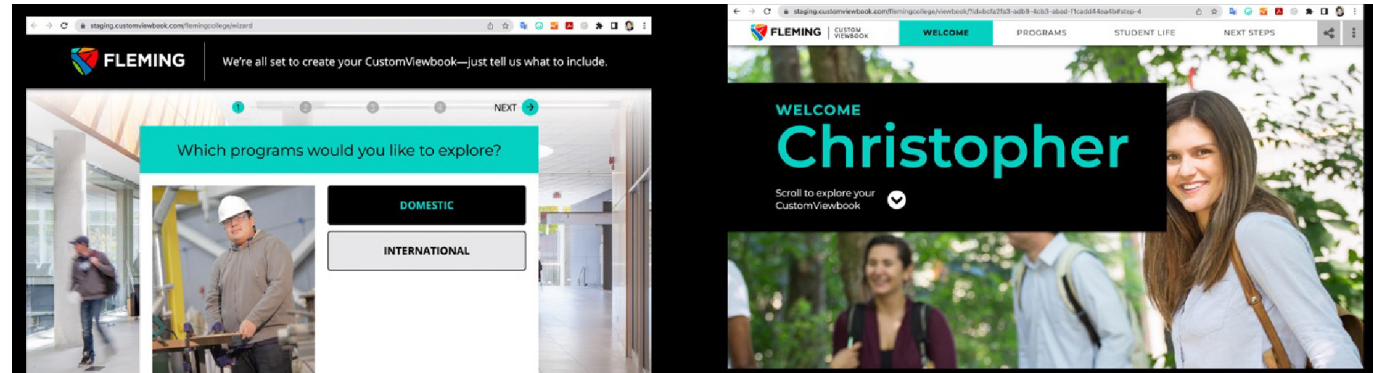 staging.customviewbook.com/flemingcollege/wizard
FLEMING
We're all set to create your CustomViewbook—just tell us what to include.
1 2 3 4 NEXT
Which programs would you like to explore?
DOMESTIC
INTERNATIONAL
FLEMING
CUSTOM
VIEWBOOK
WELCOME
PROGRAMS
STUDENT LIFE
NEXT STEPS
WELCOME
Christopher
Scroll to explore your
CustomViewbook